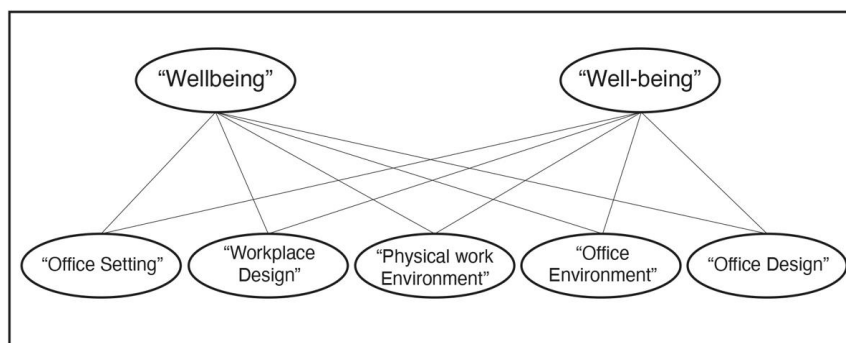 “Wellbeing”
“Well-being”
“Office Setting”
“Workplace
Design”
“Physical work
Environment”
“Office
Environment”
“Office Design”